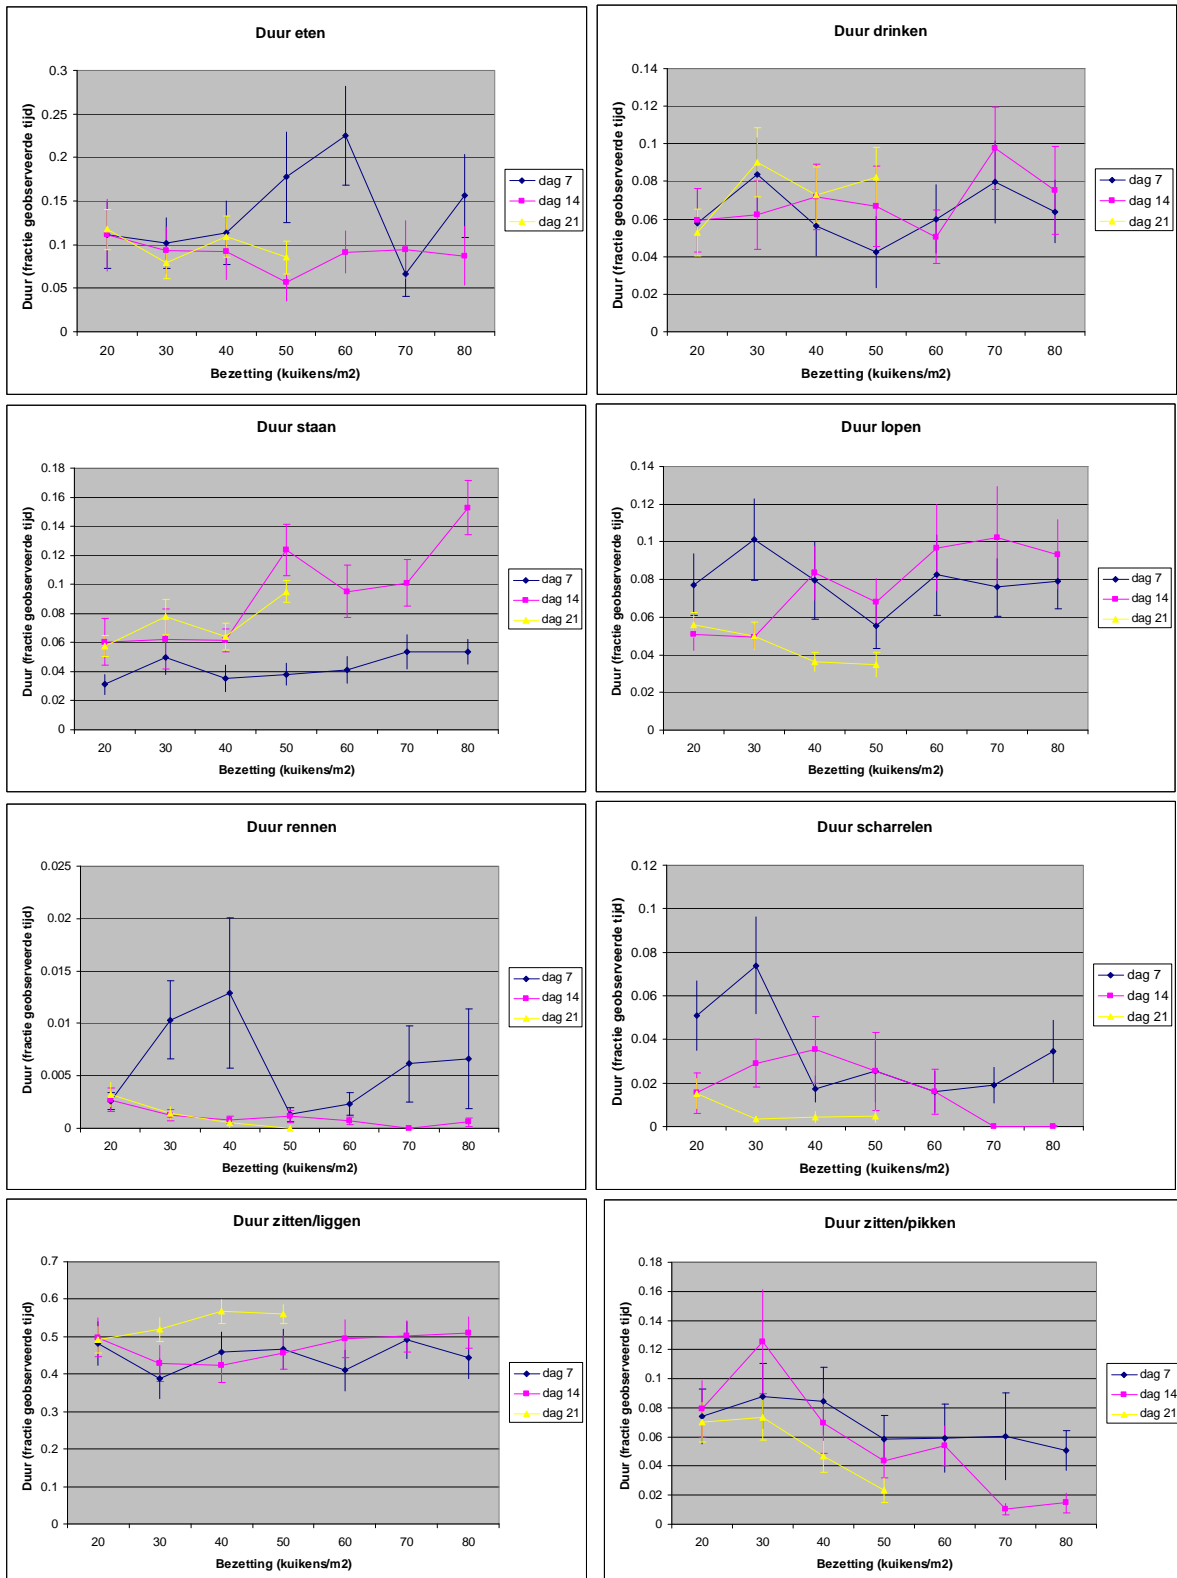 Duur eten
Duur (fractie geobserveerde tijd)
0.3
0.25
0.2
0.15
0.1
0.05
0
20 30 40 50 60 70 80
Bezetting (kuikens/m2)
dag 7
dag 14
dag 21
Duur drinken
Duur (fractie geobserveerde tijd)
0.14
0.12
0.1
0.08
0.06
0.04
0.02
0
20 30 40 50 60 70 80
Bezetting (kuikens/m2)
dag 7
dag 14
dag 21
Duur staan
Duur (fractie geobserveerde tijd)
0.18
0.16
0.14
0.12
0.1
0.08
0.06
0.04
0.02
0
20 30 40 50 60 70 80
Bezetting (kuikens/m2)
dag 7
dag 14
dag 21
Duur lopen
Duur (fractie geobserveerde tijd)
0.14
0.12
0.1
0.08
0.06
0.04
0.02
0
20 30 40 50 60 70 80
Bezetting (kuikens/m2)
dag 7
dag 14
dag 21
Duur rennen
Duur (fractie geobserveerde tijd)
0.025
0.02
0.015
0.01
0.005
0
20 30 40 50 60 70 80
Bezetting (kuikens/m2)
dag 7
dag 14
dag 21
Duur scharrelen
Duur (fractie geobserveerde tijd)
0.12
0.1
0.08
0.06
0.04
0.02
0
20 30 40 50 60 70 80
Bezetting (kuikens/m2)
dag 7
dag 14
dag 21
Duur zitten/liggen
Duur (fractie geobserveerde tijd)
0.7
0.6
0.5
0.4
0.3
0.2
0.1
0
20 30 40 50 60 70 80
Bezetting (kuikens/m2)
dag 7
dag 14
dag 21
Duur zitten/pikken
Duur (fractie geobserveerde tijd)
0.18
0.16
0.14
0.12
0.1
0.08
0.06
0.04
0.02
0
20 30 40 50 60 70 80
Bezetting (kuikens/m2)
dag 7
dag 14
dag 21